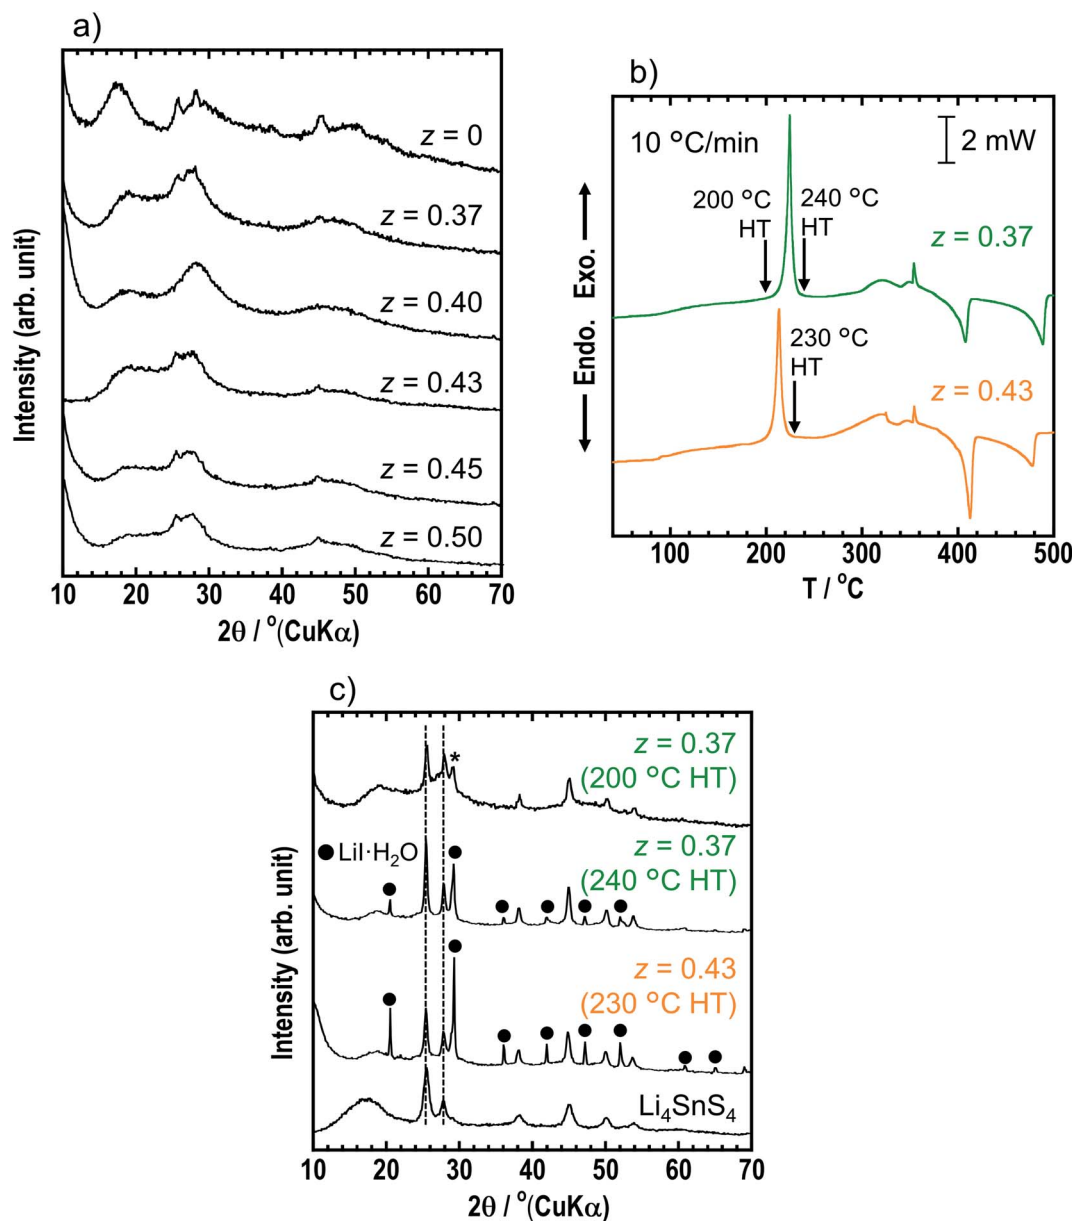 a)
z = 0
z = 0.37
z = 0.40
z = 0.43
z = 0.45
z = 0.50
Intensity (arb. unit)
10 20 30 40 50 60 70
2θ / °(CuKα)
b)
10 °C/min
2 mW
200 °C
HT
240 °C
HT
z = 0.37
230 °C
HT
z = 0.43
← Endo. Exo. →
100 200 300 400 500
T / °C
c)
*
z = 0.37
(200 °C HT)
● LiI·H₂O
z = 0.37
(240 °C HT)
z = 0.43
(230 °C HT)
Li₄SnS₄
Intensity (arb. unit)
10 20 30 40 50 60 70
2θ / °(CuKα)